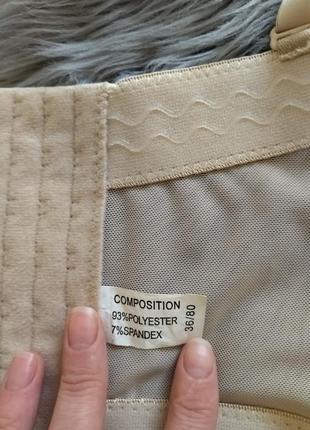 COMPOSITION
93%POLYESTER
7%SPANDEX
36/80